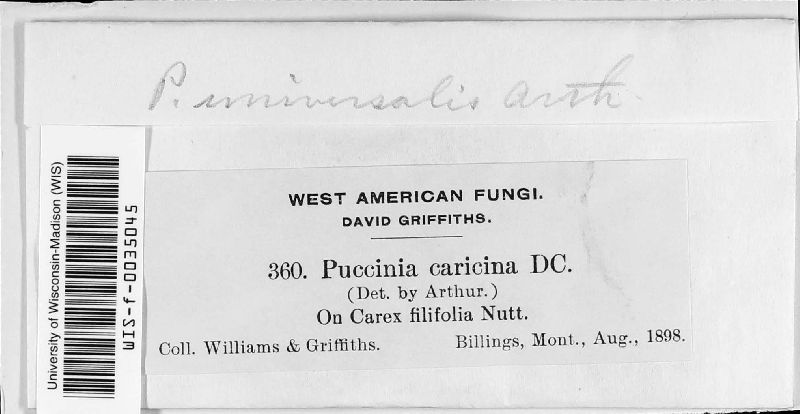 P. universalis Arth.
WEST AMERICAN FUNGI.
DAVID GRIFFITHS.
360. Puccinia caricina DC.
(Det. by Arthur.)
On Carex filifolia Nutt.
Coll. Williams & Griffiths. Billings, Mont., Aug., 1898.
University of Wisconsin-Madison (WIS)
WIS-f-0035045